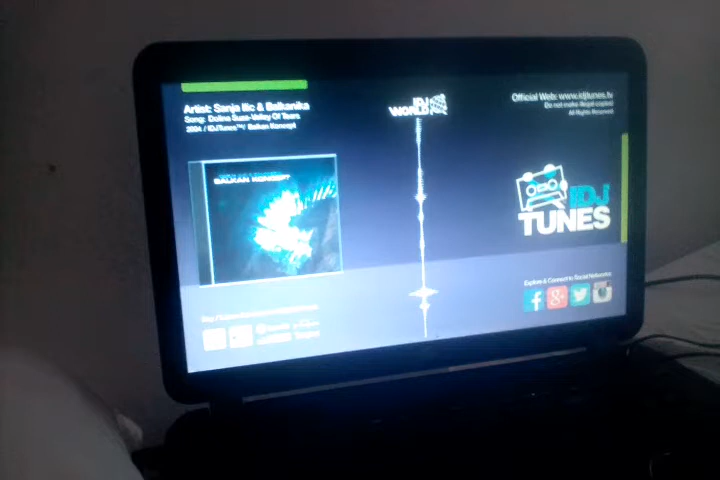 Artist: Sanja Ilic & Balkanika
Song: Dolina Suza-Valley Of Tears
2004 / IDJTunes™/ Balkan Koncept
BALKAN KONCEPT
IDJ
WORLD
Official Web: www.idjtunes.tv
Do not make illegal copies!
All Rights Reserved
IDJ
TUNES
Explore & Connect to Social Networks
f
g+